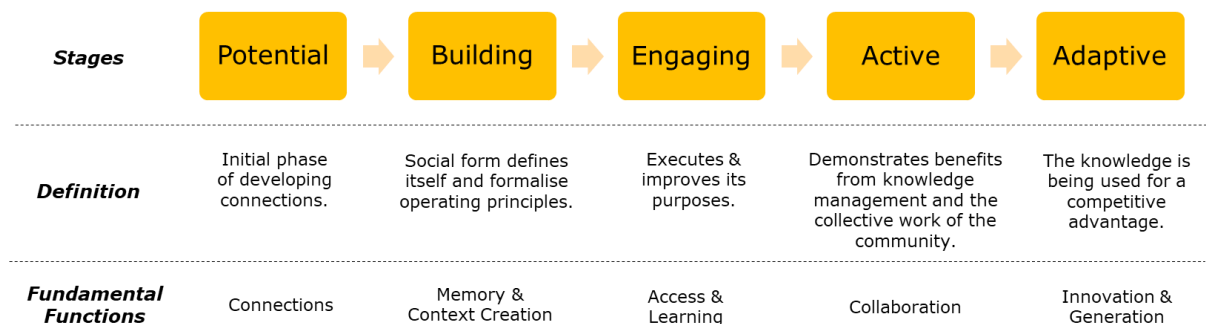 Stages
Potential
Building
Engaging
Active
Adaptive
Definition
Initial phase
of developing
connections.
Social form defines
itself and formalise
operating principles.
Executes &
improves its
purposes.
Demonstrates benefits
from knowledge
management and the
collective work of the
community.
The knowledge is
being used for a
competitive
advantage.
Fundamental
Functions
Connections
Memory &
Context Creation
Access &
Learning
Collaboration
Innovation &
Generation